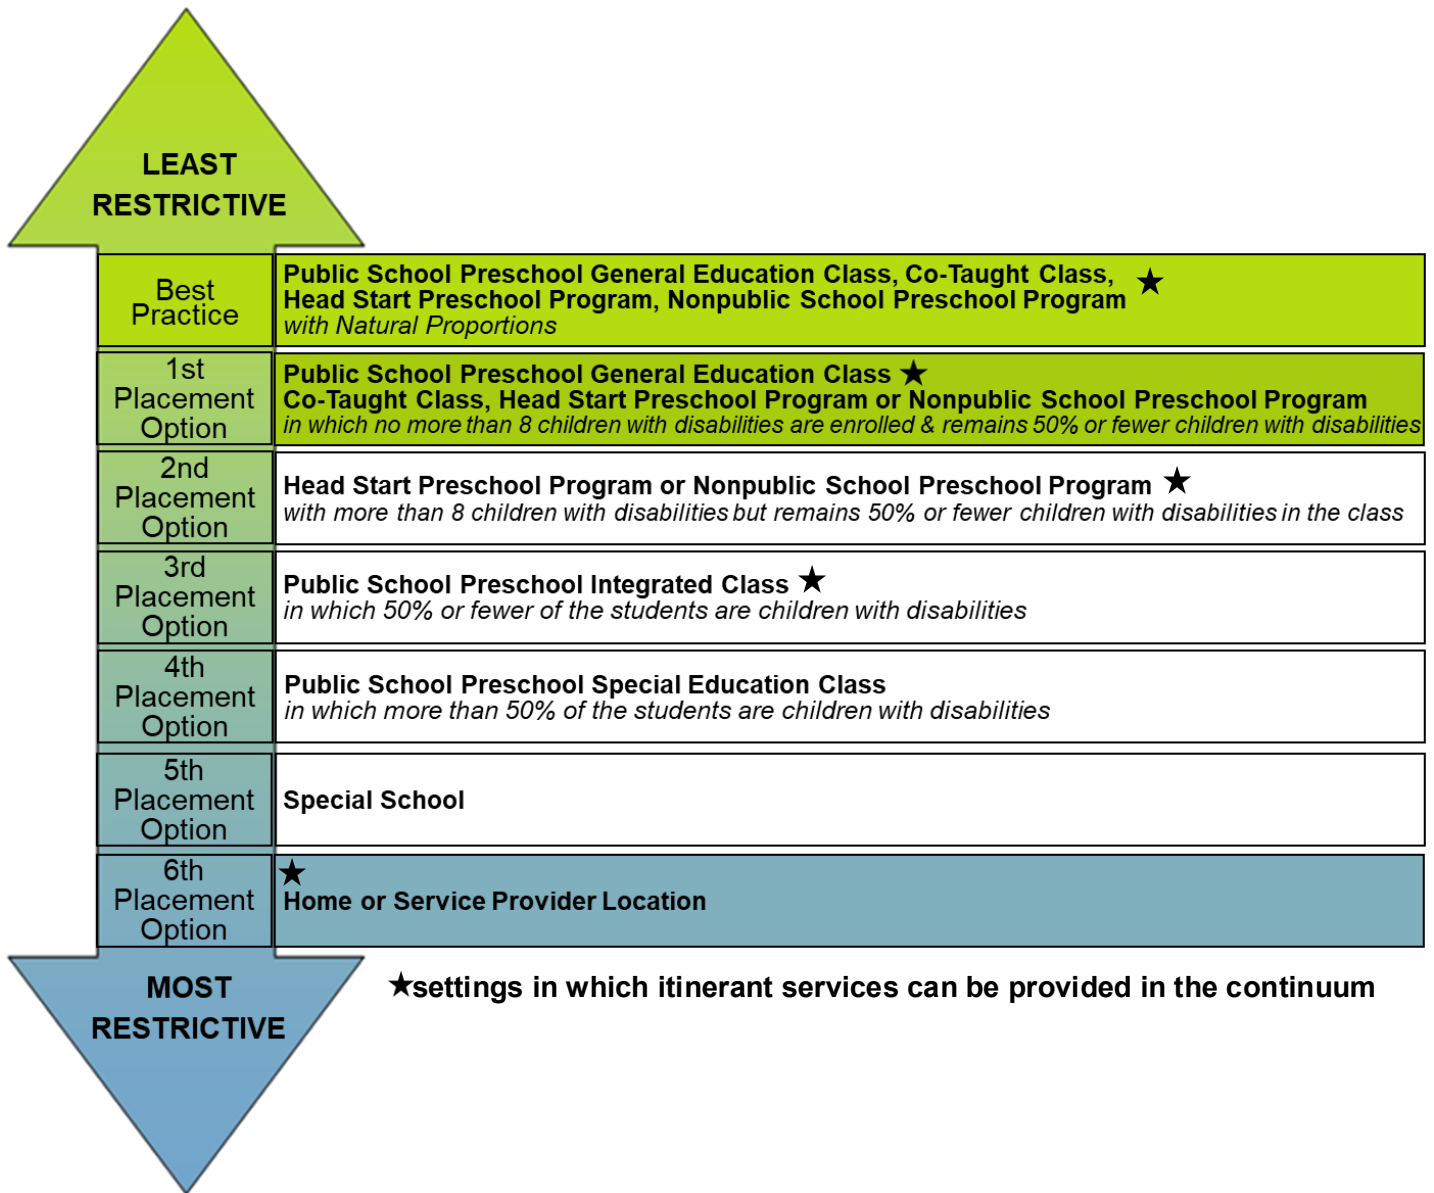 LEAST
RESTRICTIVE
Best
Practice
Public School Preschool General Education Class, Co-Taught Class, ★
Head Start Preschool Program, Nonpublic School Preschool Program
with Natural Proportions
1st
Placement
Option
Public School Preschool General Education Class ★
Co-Taught Class, Head Start Preschool Program or Nonpublic School Preschool Program
in which no more than 8 children with disabilities are enrolled & remains 50% or fewer children with disabilities
2nd
Placement
Option
Head Start Preschool Program or Nonpublic School Preschool Program ★
with more than 8 children with disabilities but remains 50% or fewer children with disabilities in the class
3rd
Placement
Option
Public School Preschool Integrated Class ★
in which 50% or fewer of the students are children with disabilities
4th
Placement
Option
Public School Preschool Special Education Class
in which more than 50% of the students are children with disabilities
5th
Placement
Option
Special School
6th
Placement
Option
★
Home or Service Provider Location
MOST
RESTRICTIVE
★settings in which itinerant services can be provided in the continuum